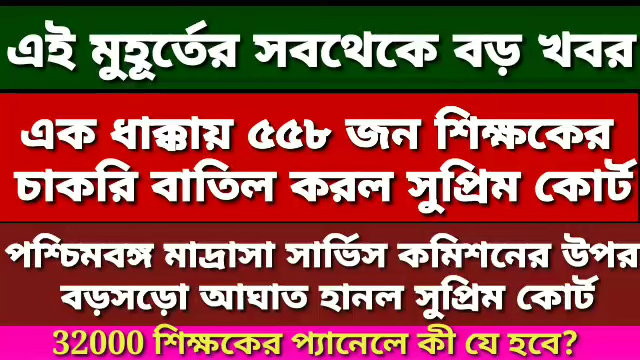 এই মুহূর্তের সবথেকে বড় খবর
এক ধাক্কায় ৫৫৮ জন শিক্ষকের
চাকরি বাতিল করল সুপ্রিম কোর্ট
পশ্চিমবঙ্গ মাদ্রাসা সার্ভিস কমিশনের উপর
বড়সড়ো আঘাত হানল সুপ্রিম কোর্ট
32000 শিক্ষকের প্যানেলে কী যে হবে?